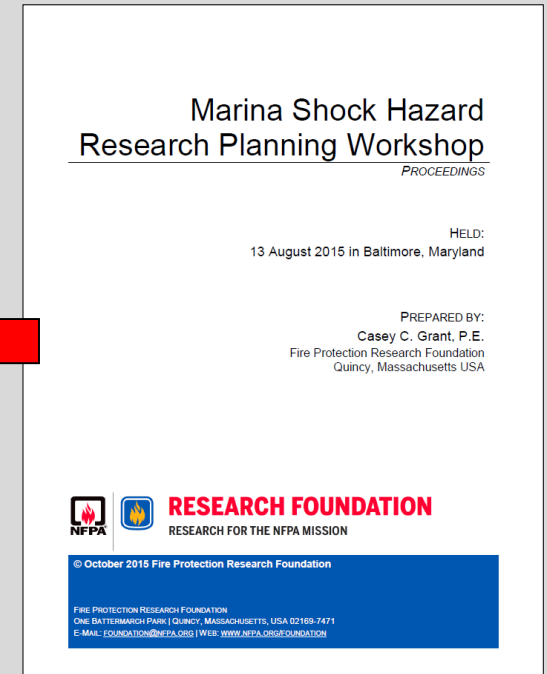 Marina Shock Hazard
Research Planning Workshop
PROCEEDINGS
HELD:
13 August 2015 in Baltimore, Maryland
PREPARED BY:
Casey C. Grant, P.E.
Fire Protection Research Foundation
Quincy, Massachusetts USA
NFPA
RESEARCH FOUNDATION
RESEARCH FOR THE NFPA MISSION
© October 2015 Fire Protection Research Foundation
FIRE PROTECTION RESEARCH FOUNDATION
ONE BATTERMARCH PARK | QUINCY, MASSACHUSETTS, USA 02169-7471
E-MAIL: FOUNDATION@NFPA.ORG | WEB: WWW.NFPA.ORG/FOUNDATION